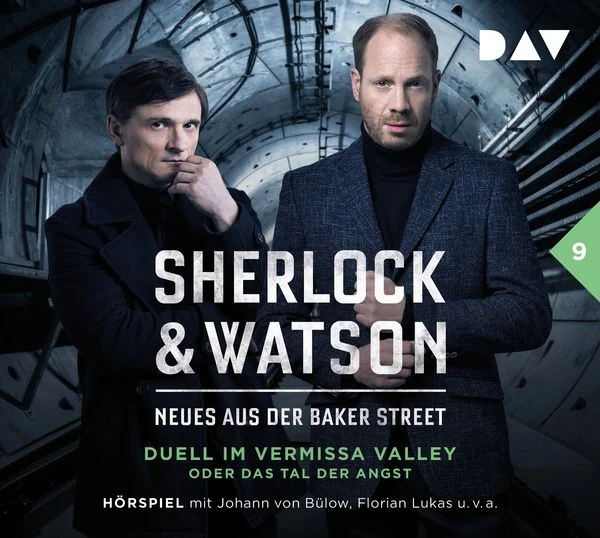 DAV
9
SHERLOCK
& WATSON
NEUES AUS DER BAKER STREET
DUELL IM VERMISSA VALLEY
ODER DAS TAL DER ANGST
HÖRSPIEL mit Johann von Bülow, Florian Lukas u. v. a.